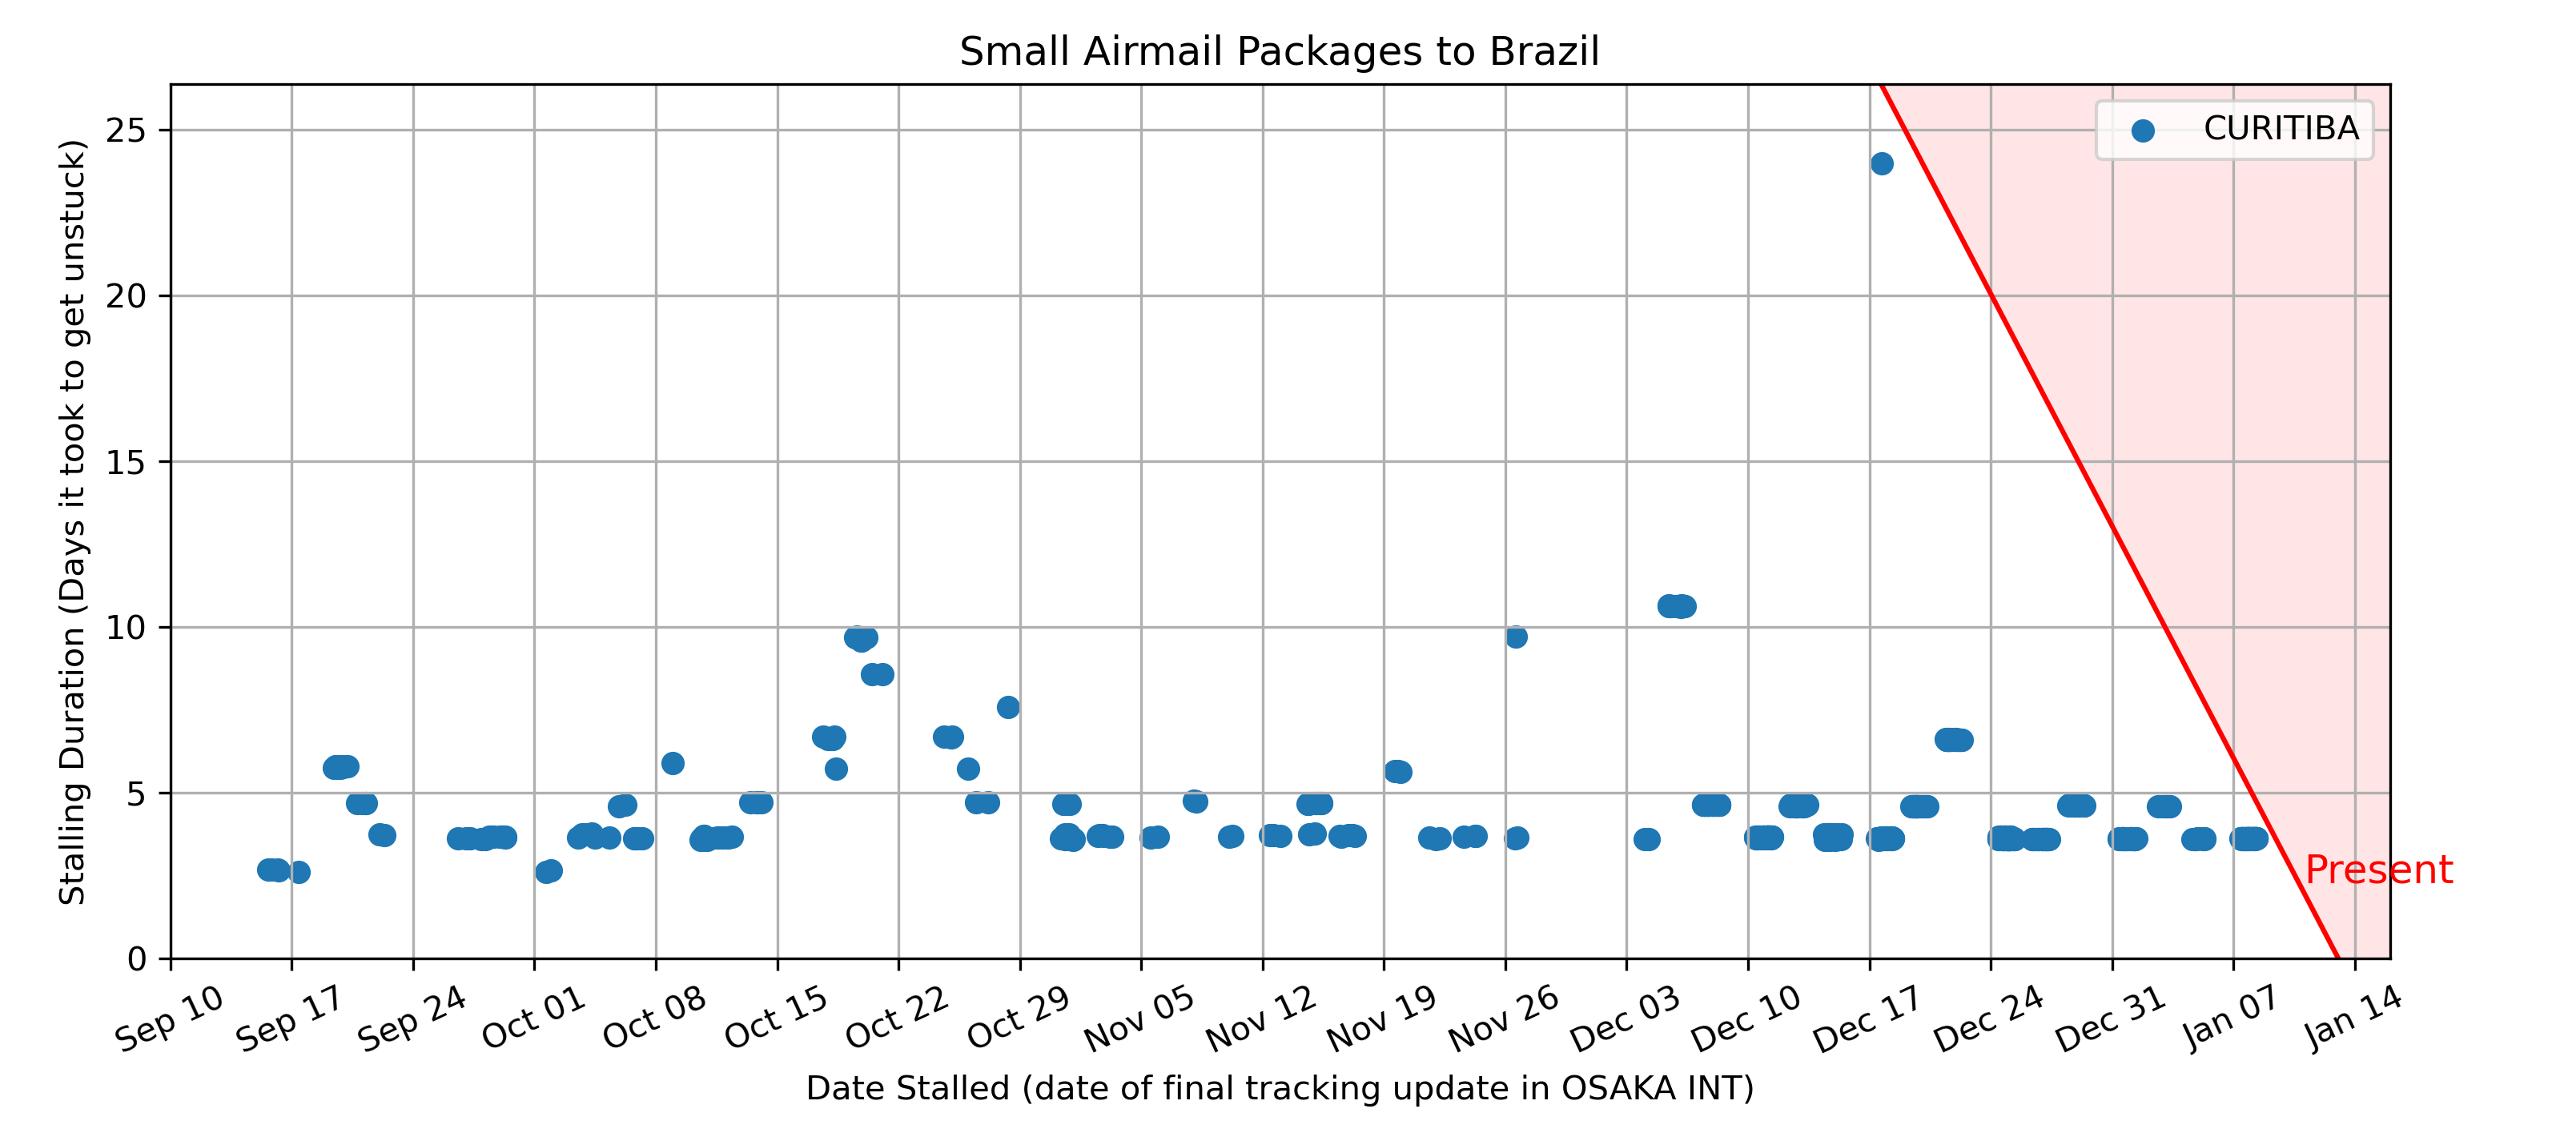 Small Airmail Packages to Brazil
CURITIBA
25
20
15
10
5
0
Stalling Duration (Days it took to get unstuck)
Present
Sep 10 Sep 17 Sep 24 Oct 01 Oct 08 Oct 15 Oct 22 Oct 29 Nov 05 Nov 12 Nov 19 Nov 26 Dec 03 Dec 10 Dec 17 Dec 24 Dec 31 Jan 07 Jan 14
Date Stalled (date of final tracking update in OSAKA INT)